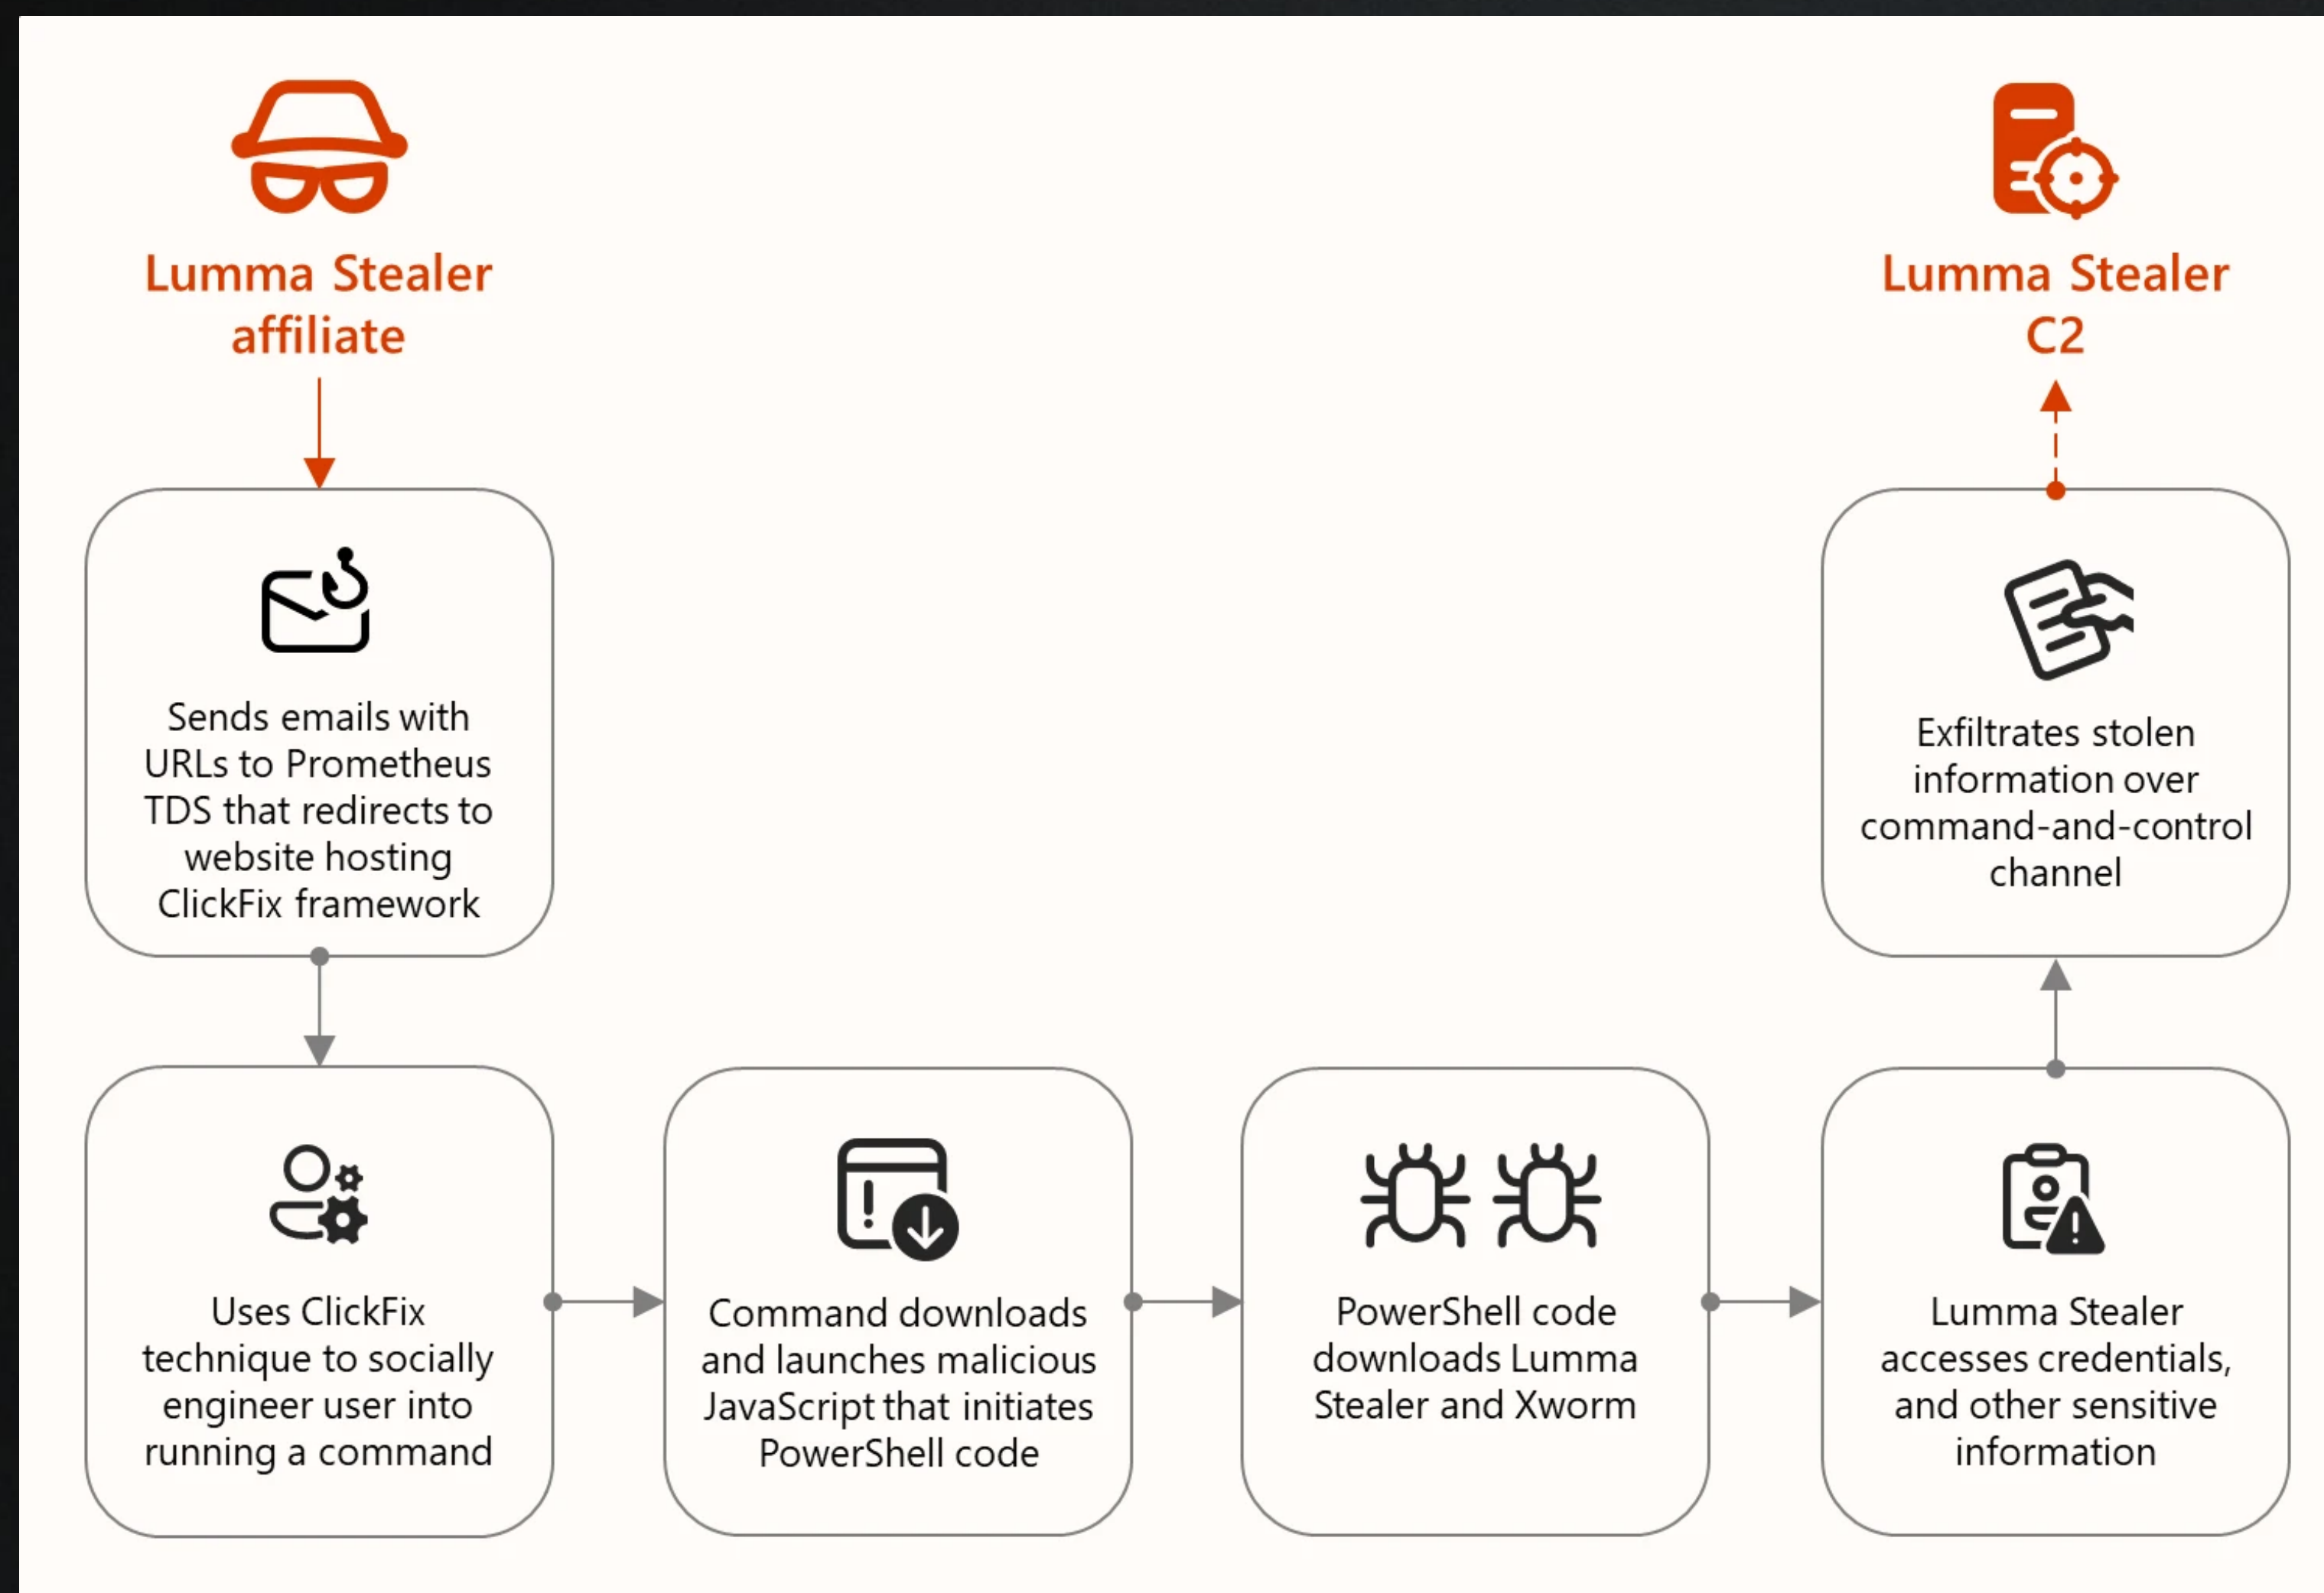 Lumma Stealer
affiliate
Lumma Stealer
C2
Sends emails with
URLs to Prometheus
TDS that redirects to
website hosting
ClickFix framework
Exfiltrates stolen
information over
command-and-control
channel
Uses ClickFix
technique to socially
engineer user into
running a command
Command downloads
and launches malicious
JavaScript that initiates
PowerShell code
PowerShell code
downloads Lumma
Stealer and Xworm
Lumma Stealer
accesses credentials,
and other sensitive
information